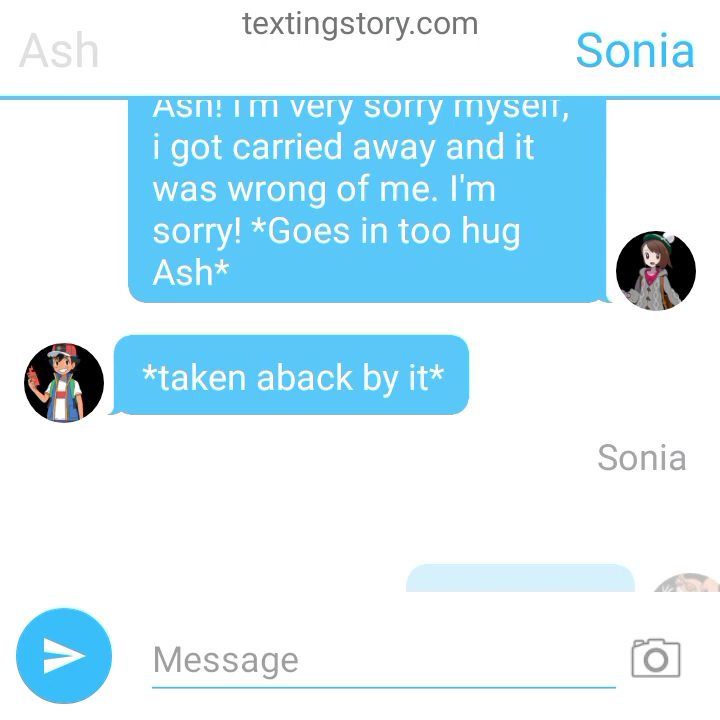 textingstory.com
Ash
Sonia
Ash! I'm very sorry myself,
i got carried away and it
was wrong of me. I'm
sorry! *Goes in too hug
Ash*
*taken aback by it*
Sonia
Message